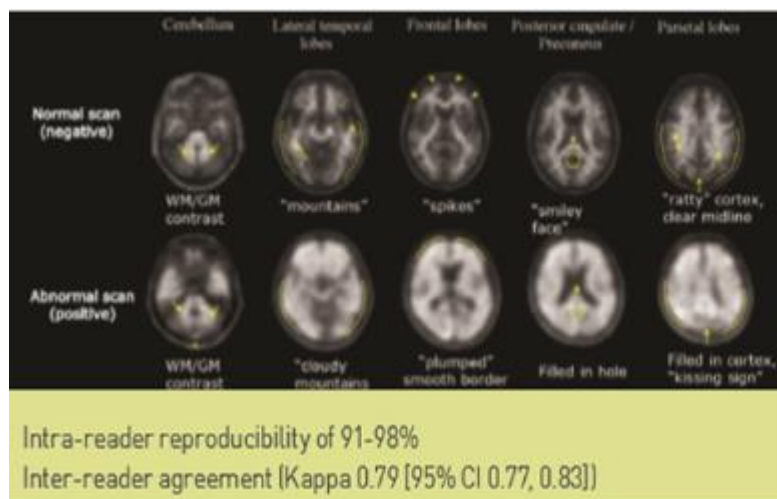 Cerebellum
Lateral temporal
lobes
Frontal lobes
Posterior cingulate /
Precuneus
Parietal lobes
Normal scan
(negative)
WM/GM
contrast
"mountains"
"spikes"
"smiley
face"
"ratty" cortex,
clear midline
Abnormal scan
(positive)
WM/GM
contrast
"cloudy
mountains
"plumped"
smooth border
Filled in hole
Filled in cortex,
"kissing sign"
Intra-reader reproducibility of 91-98%
Inter-reader agreement (Kappa 0.79 [95% CI 0.77, 0.83])